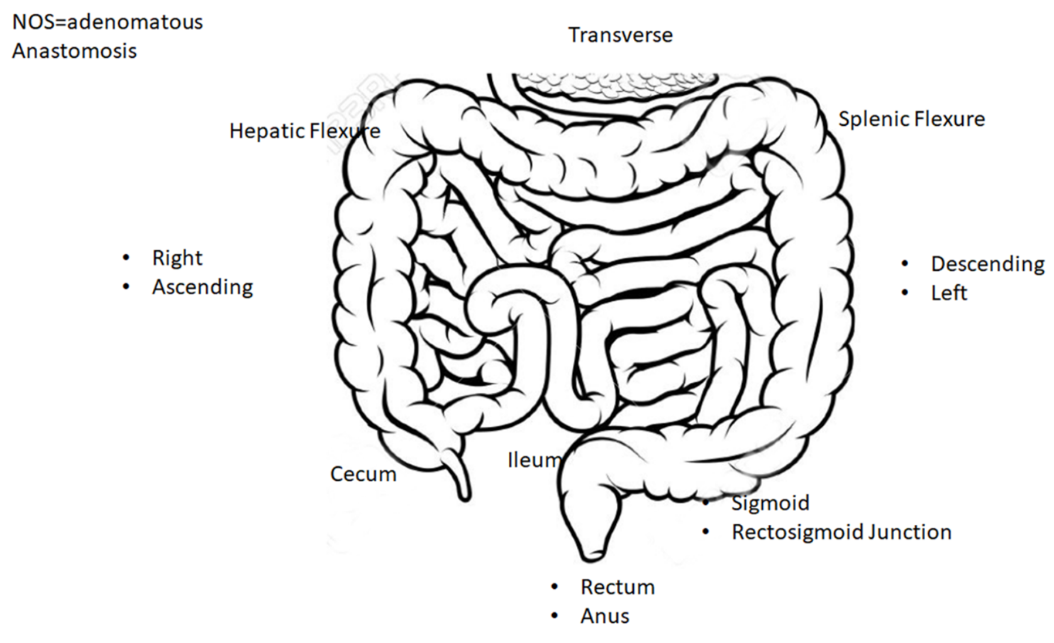 NOS=adenomatous
Anastomosis
Transverse
Hepatic Flexure
Splenic Flexure
• Right
• Ascending
• Descending
• Left
Cecum
Ileum
• Sigmoid
• Rectosigmoid Junction
• Rectum
• Anus